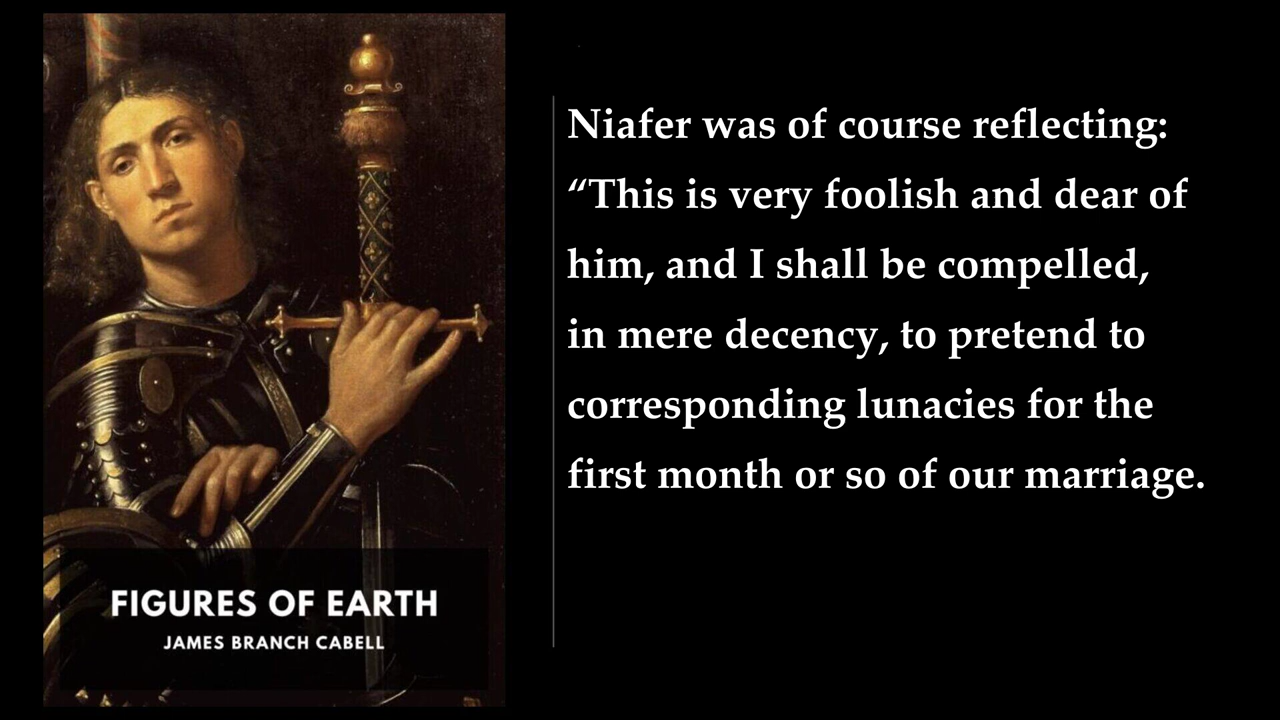 FIGURES OF EARTH
JAMES BRANCH CABELL
Niafer was of course reflecting:
“This is very foolish and dear of
him, and I shall be compelled,
in mere decency, to pretend to
corresponding lunacies for the
first month or so of our marriage.